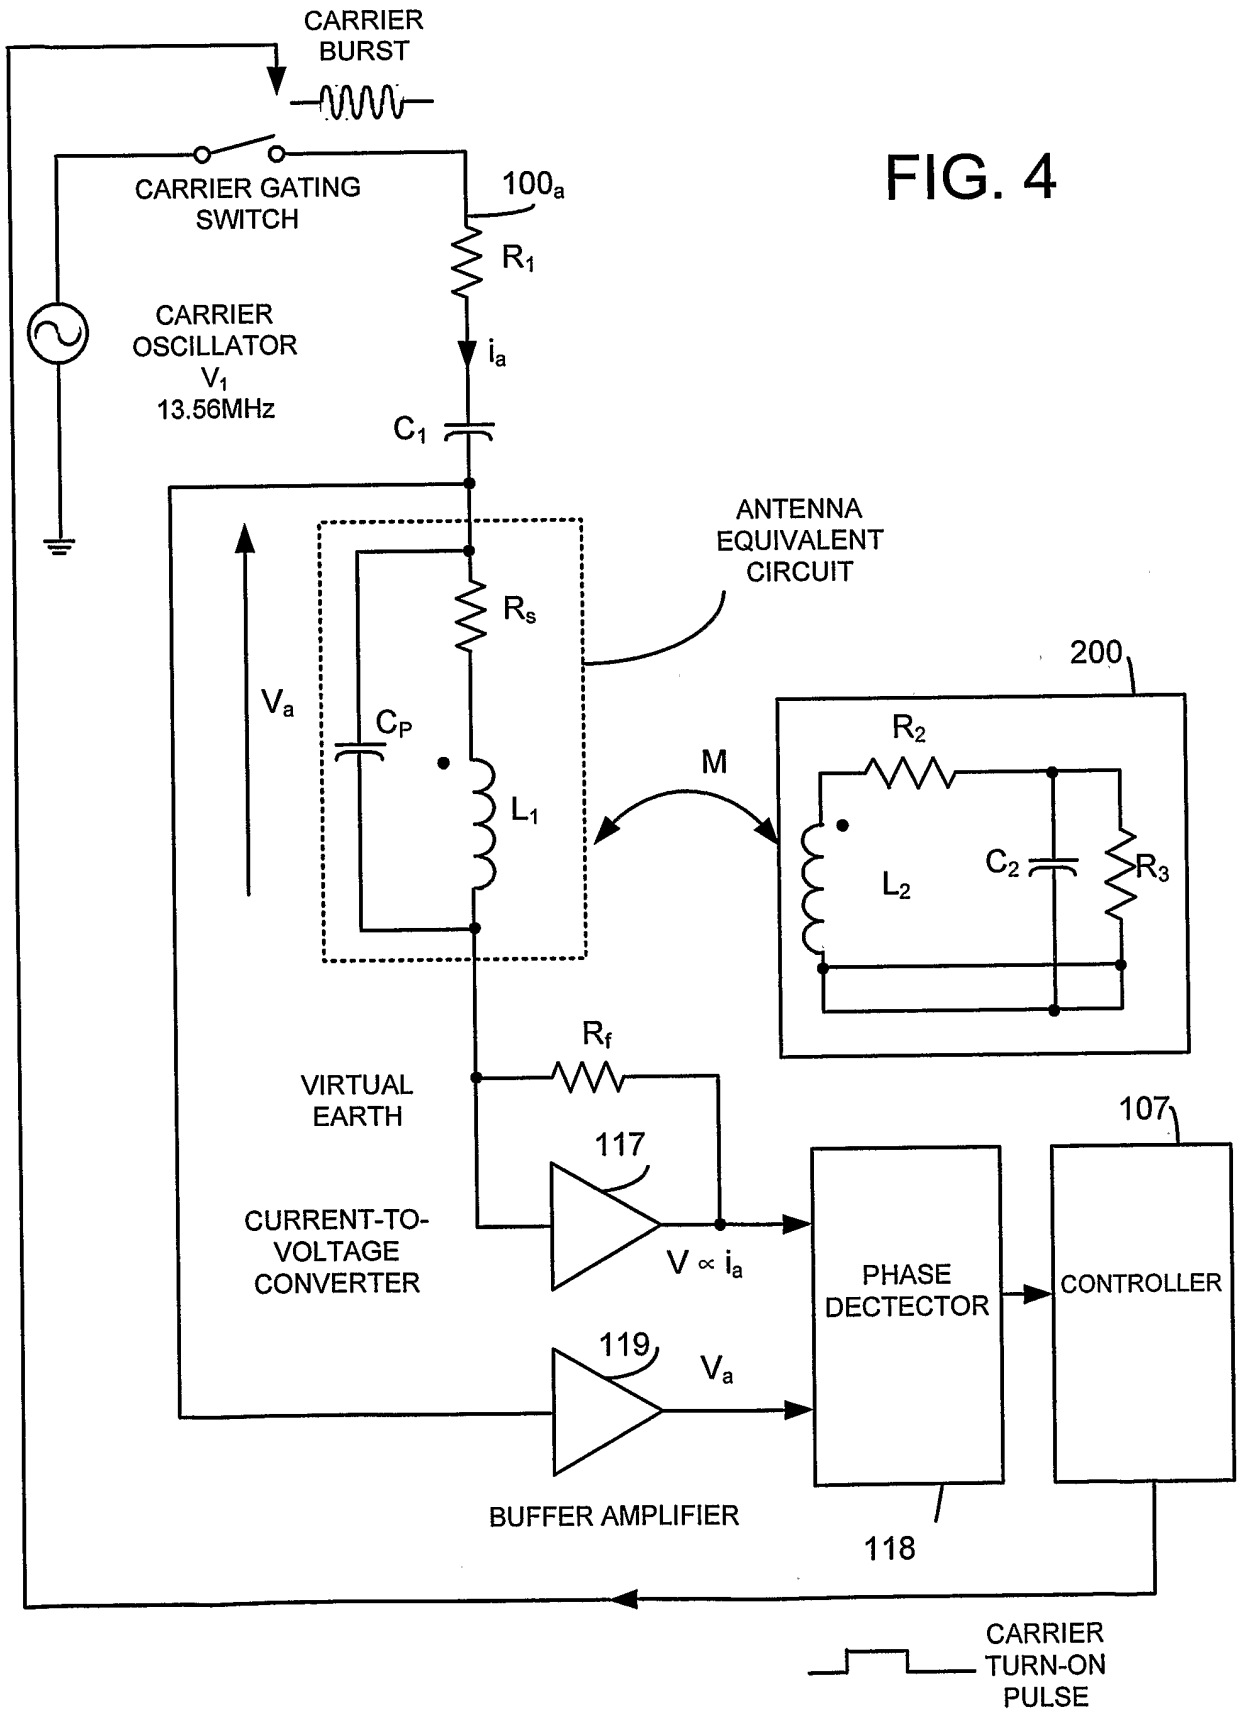 CARRIER
BURST
FIG. 4
CARRIER GATING
SWITCH
100a
R1
CARRIER
OSCILLATOR
V1
13.56MHz
ia
C1
ANTENNA
EQUIVALENT
CIRCUIT
Rs
200
Va
CP
M
R2
L1
C2
R3
L2
Rf
VIRTUAL
EARTH
107
117
CURRENT-TO-
VOLTAGE
CONVERTER
V ∝ ia
PHASE
DECTECTOR
CONTROLLER
119
Va
BUFFER AMPLIFIER
118
CARRIER
TURN-ON
PULSE